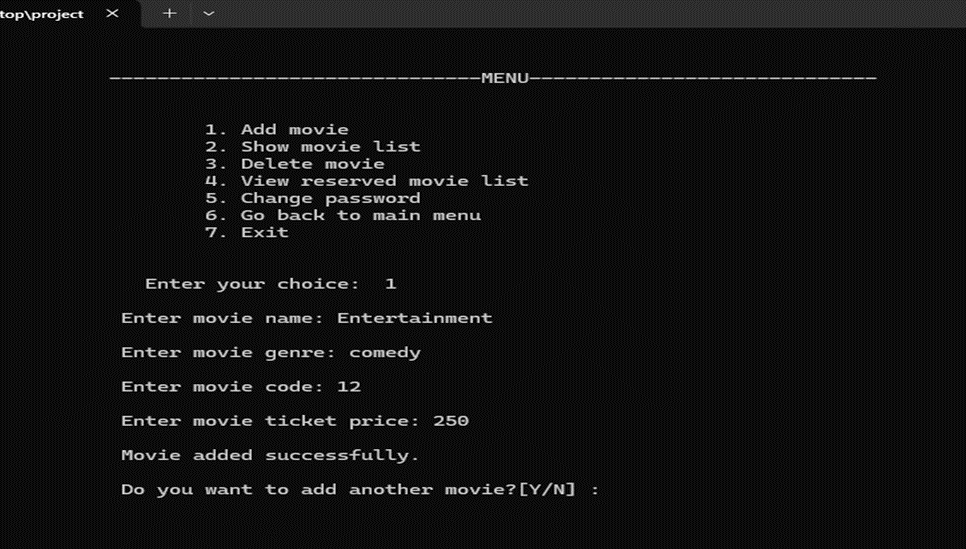 top\project
MENU
1. Add movie
2. Show movie list
3. Delete movie
4. View reserved movie list
5. Change password
6. Go back to main menu
7. Exit
Enter your choice:  1
Enter movie name: Entertainment
Enter movie genre: comedy
Enter movie code: 12
Enter movie ticket price: 250
Movie added successfully.
Do you want to add another movie?[Y/N] :